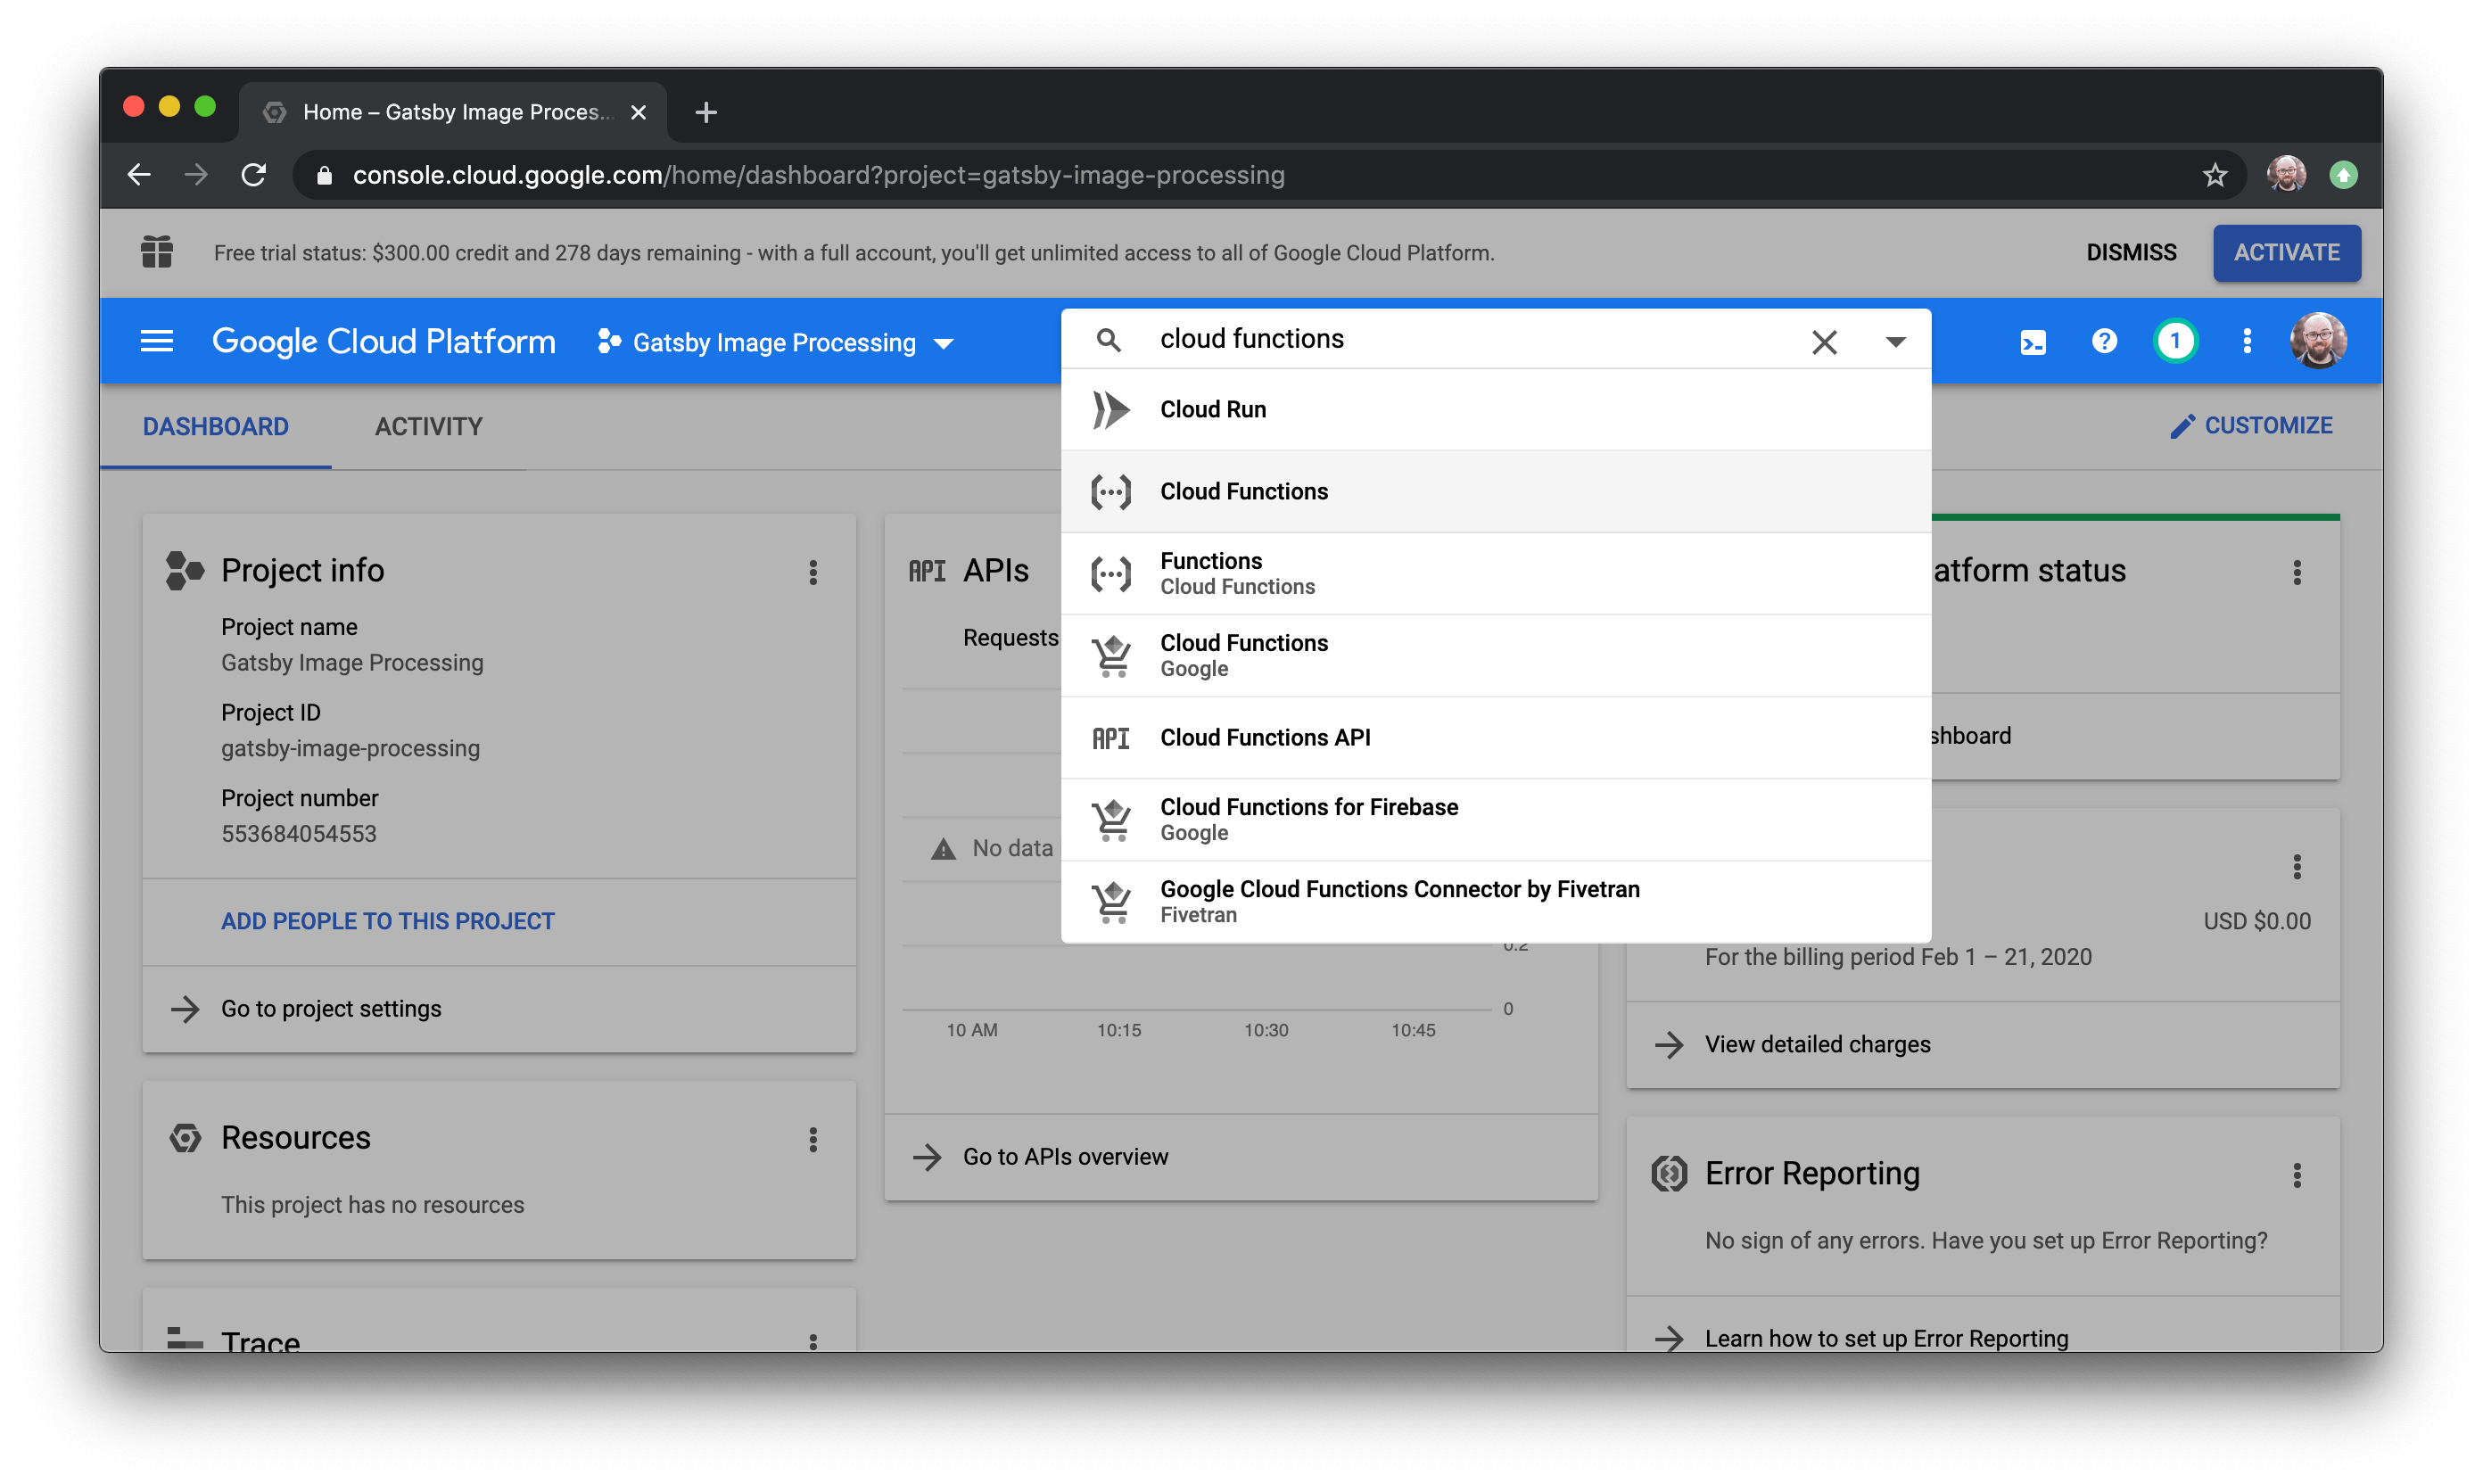 Home – Gatsby Image Proces...
console.cloud.google.com/home/dashboard?project=gatsby-image-processing
Free trial status: $300.00 credit and 278 days remaining - with a full account, you'll get unlimited access to all of Google Cloud Platform.
DISMISS
ACTIVATE
Google Cloud Platform
Gatsby Image Processing
cloud functions
1
DASHBOARD
ACTIVITY
CUSTOMIZE
Cloud Run
Cloud Functions
Functions
Cloud Functions
Cloud Functions
Google
API
Cloud Functions API
Cloud Functions for Firebase
Google
Google Cloud Functions Connector by Fivetran
Fivetran
Project info
Project name
Gatsby Image Processing
Project ID
gatsby-image-processing
Project number
553684054553
ADD PEOPLE TO THIS PROJECT
Go to project settings
Resources
This project has no resources
Trace
API
APIs
Requests
No data
0.2
0
10 AM
10:15
10:30
10:45
Go to APIs overview
atform status
shboard
USD $0.00
For the billing period Feb 1 – 21, 2020
View detailed charges
Error Reporting
No sign of any errors. Have you set up Error Reporting?
Learn how to set up Error Reporting